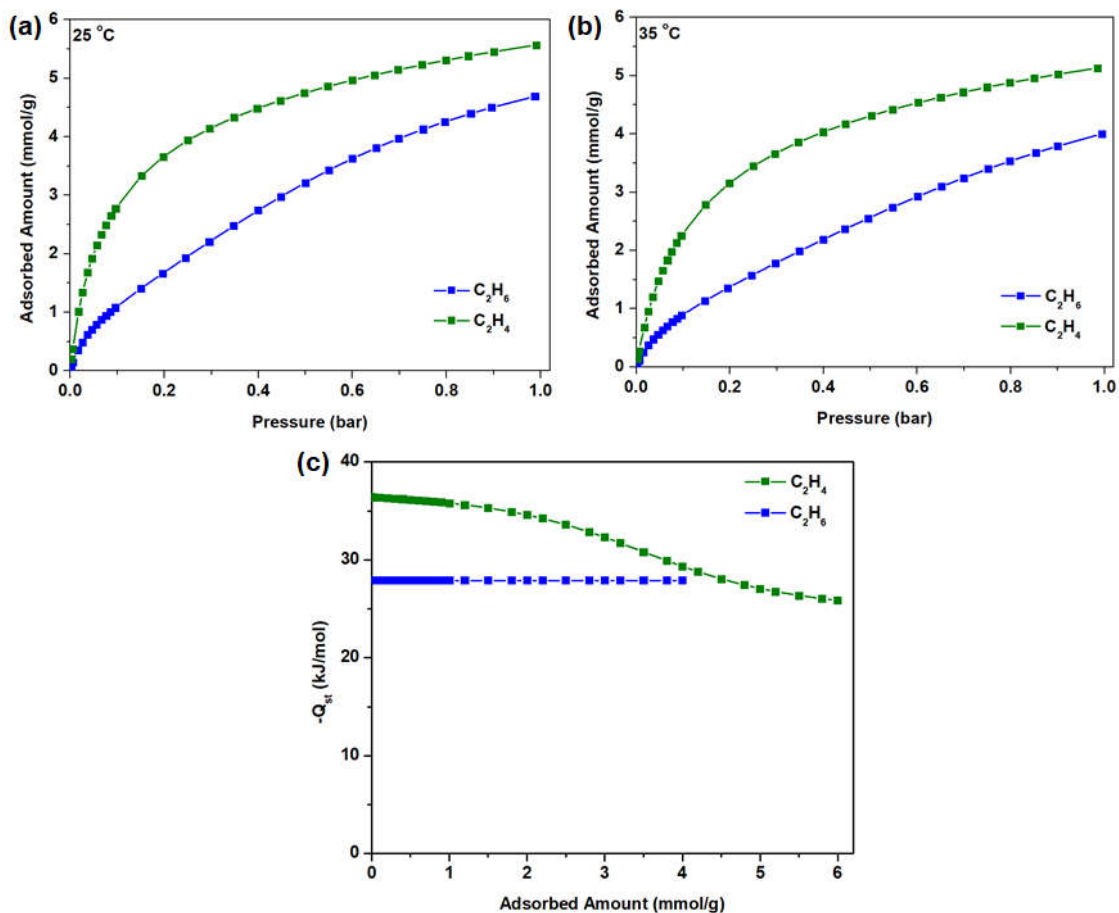 (a)
25 °C
Adsorbed Amount (mmol/g)
6
5
4
3
2
1
0
C₂H₆
C₂H₄
0.0 0.2 0.4 0.6 0.8 1.0
Pressure (bar)
(b)
35 °C
Adsorbed Amount (mmol/g)
6
5
4
3
2
1
0
C₂H₆
C₂H₄
0.0 0.2 0.4 0.6 0.8 1.0
Pressure (bar)
(c)
-Qst (kJ/mol)
40
30
20
10
0
C₂H₄
C₂H₆
0 1 2 3 4 5 6
Adsorbed Amount (mmol/g)